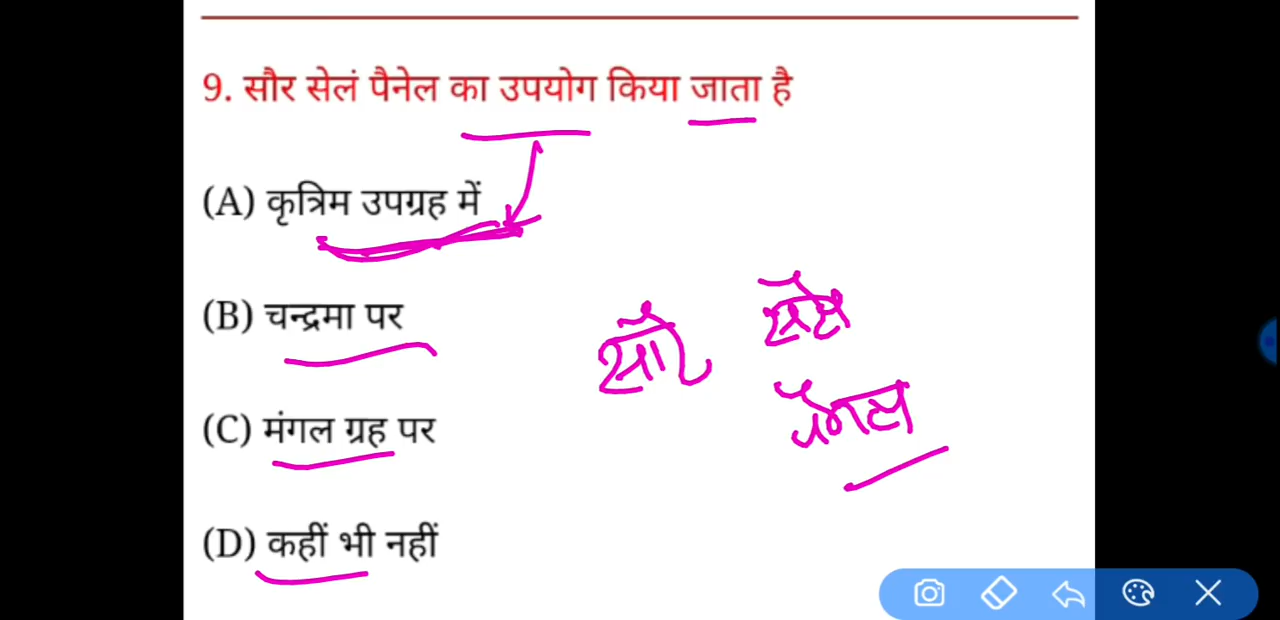 9. सौर सेलं पैनेल का उपयोग किया जाता है
(A) कृत्रिम उपग्रह में
(B) चन्द्रमा पर
सौर सेल
(C) मंगल ग्रह पर
(D) कहीं भी नहीं